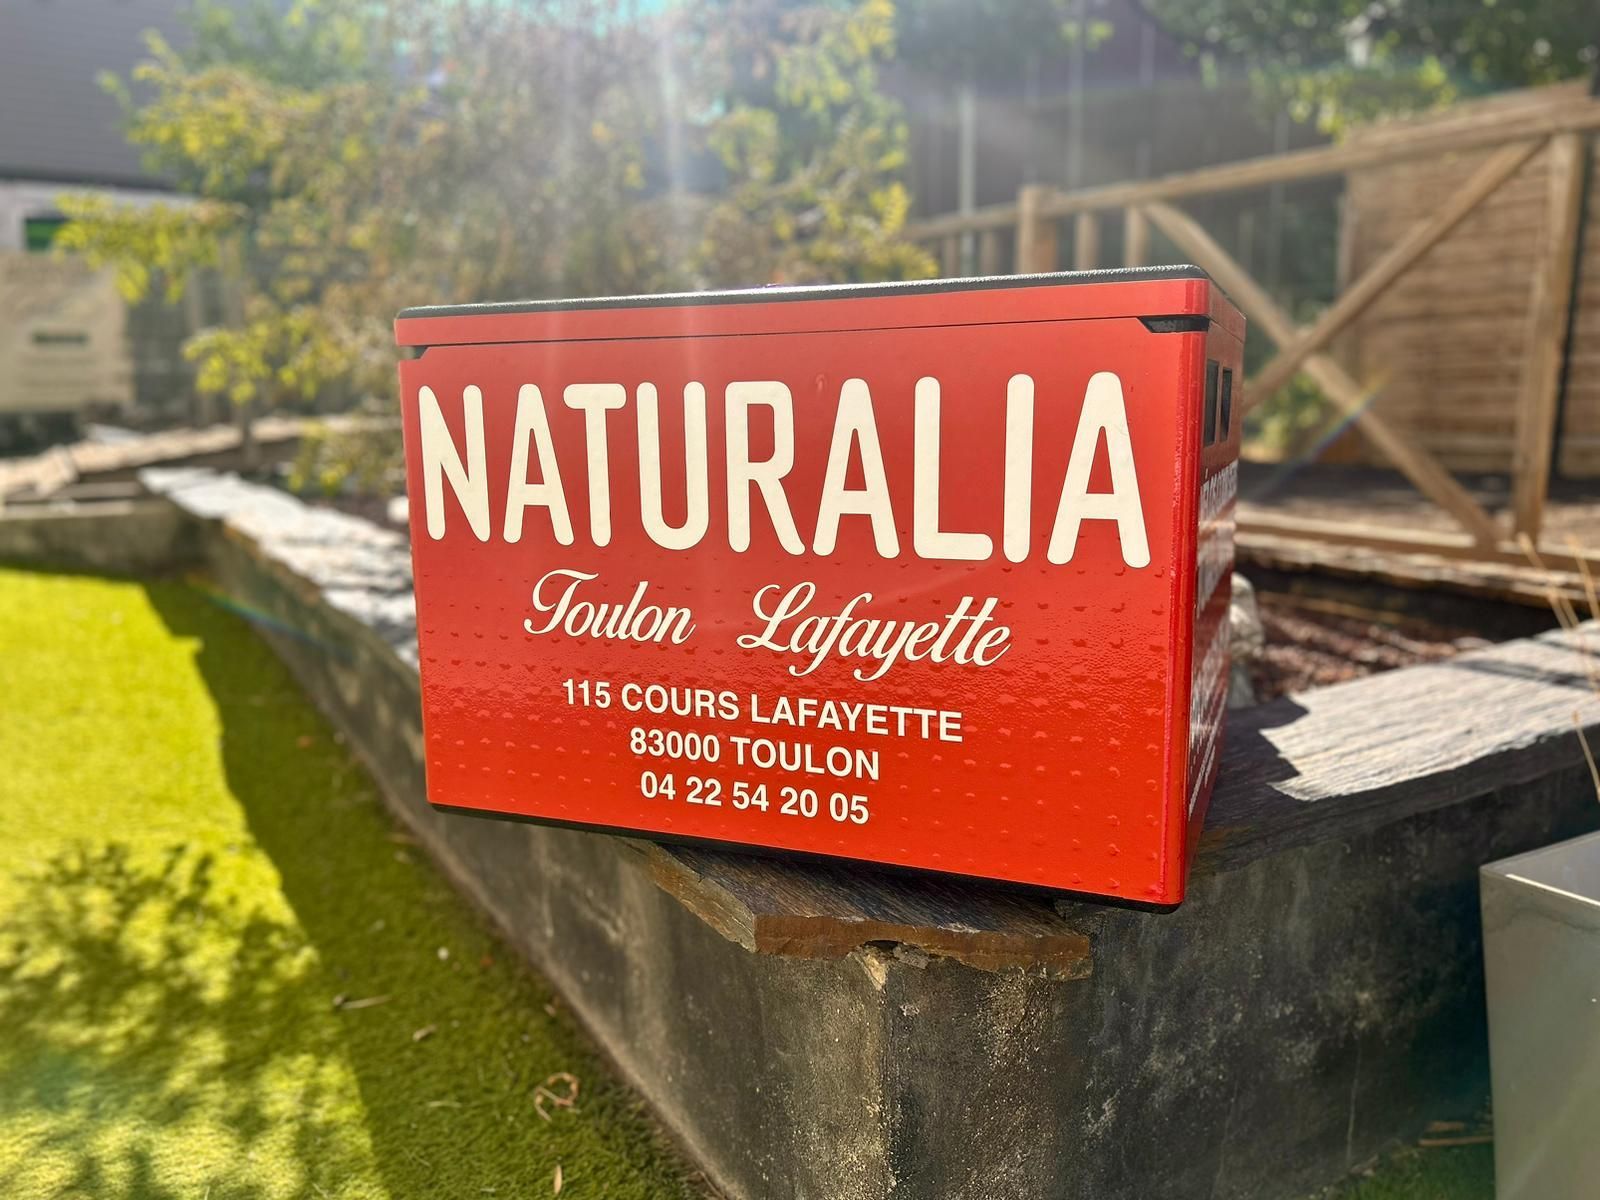 NATURALIA
Toulon Lafayette
115 COURS LAFAYETTE
83000 TOULON
04 22 54 20 05